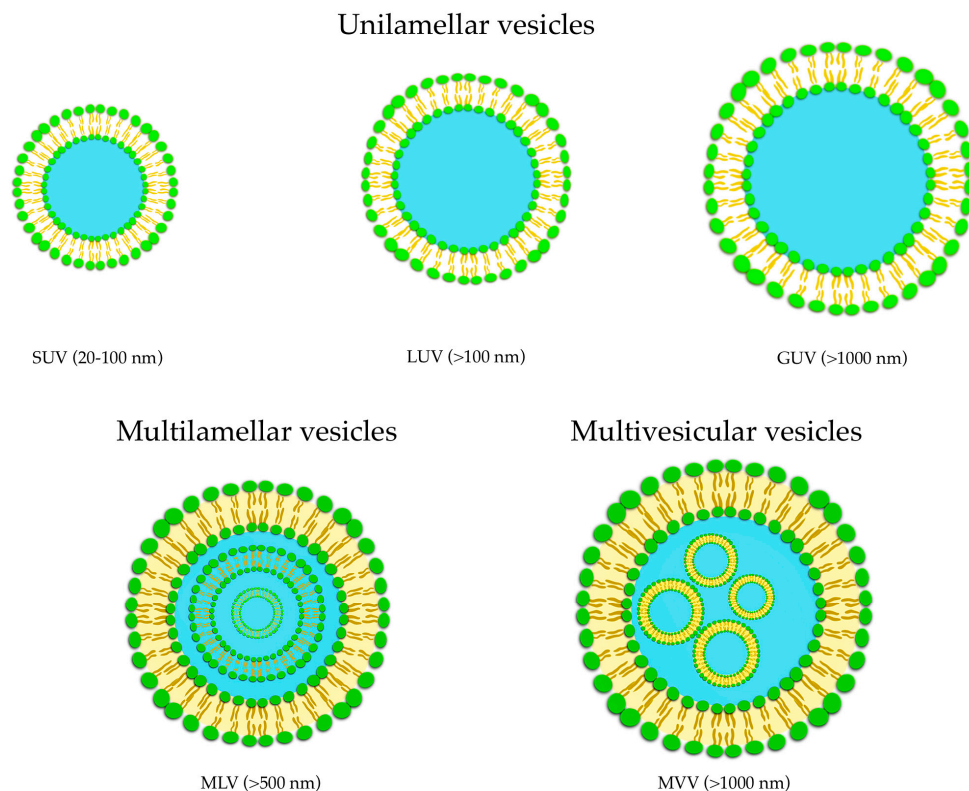 Unilamellar vesicles
SUV (20-100 nm)
LUV (>100 nm)
GUV (>1000 nm)
Multilamellar vesicles
Multivesicular vesicles
MLV (>500 nm)
MVV (>1000 nm)